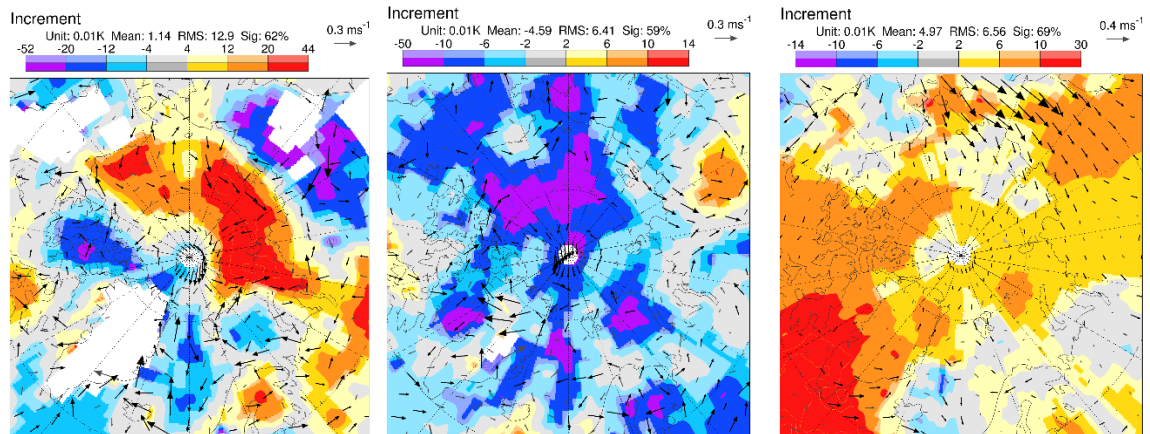 Increment
Unit: 0.01K Mean: 1.14 RMS: 12.9 Sig: 62%
0.3 ms-1
-52 -20 -12 -4 4 12 20 44
Increment
Unit: 0.01K Mean: -4.59 RMS: 6.41 Sig: 59%
0.3 ms-1
-50 -10 -6 -2 2 6 10 14
Increment
Unit: 0.01K Mean: 4.97 RMS: 6.56 Sig: 69%
0.4 ms-1
-14 -10 -6 -2 2 6 10 30